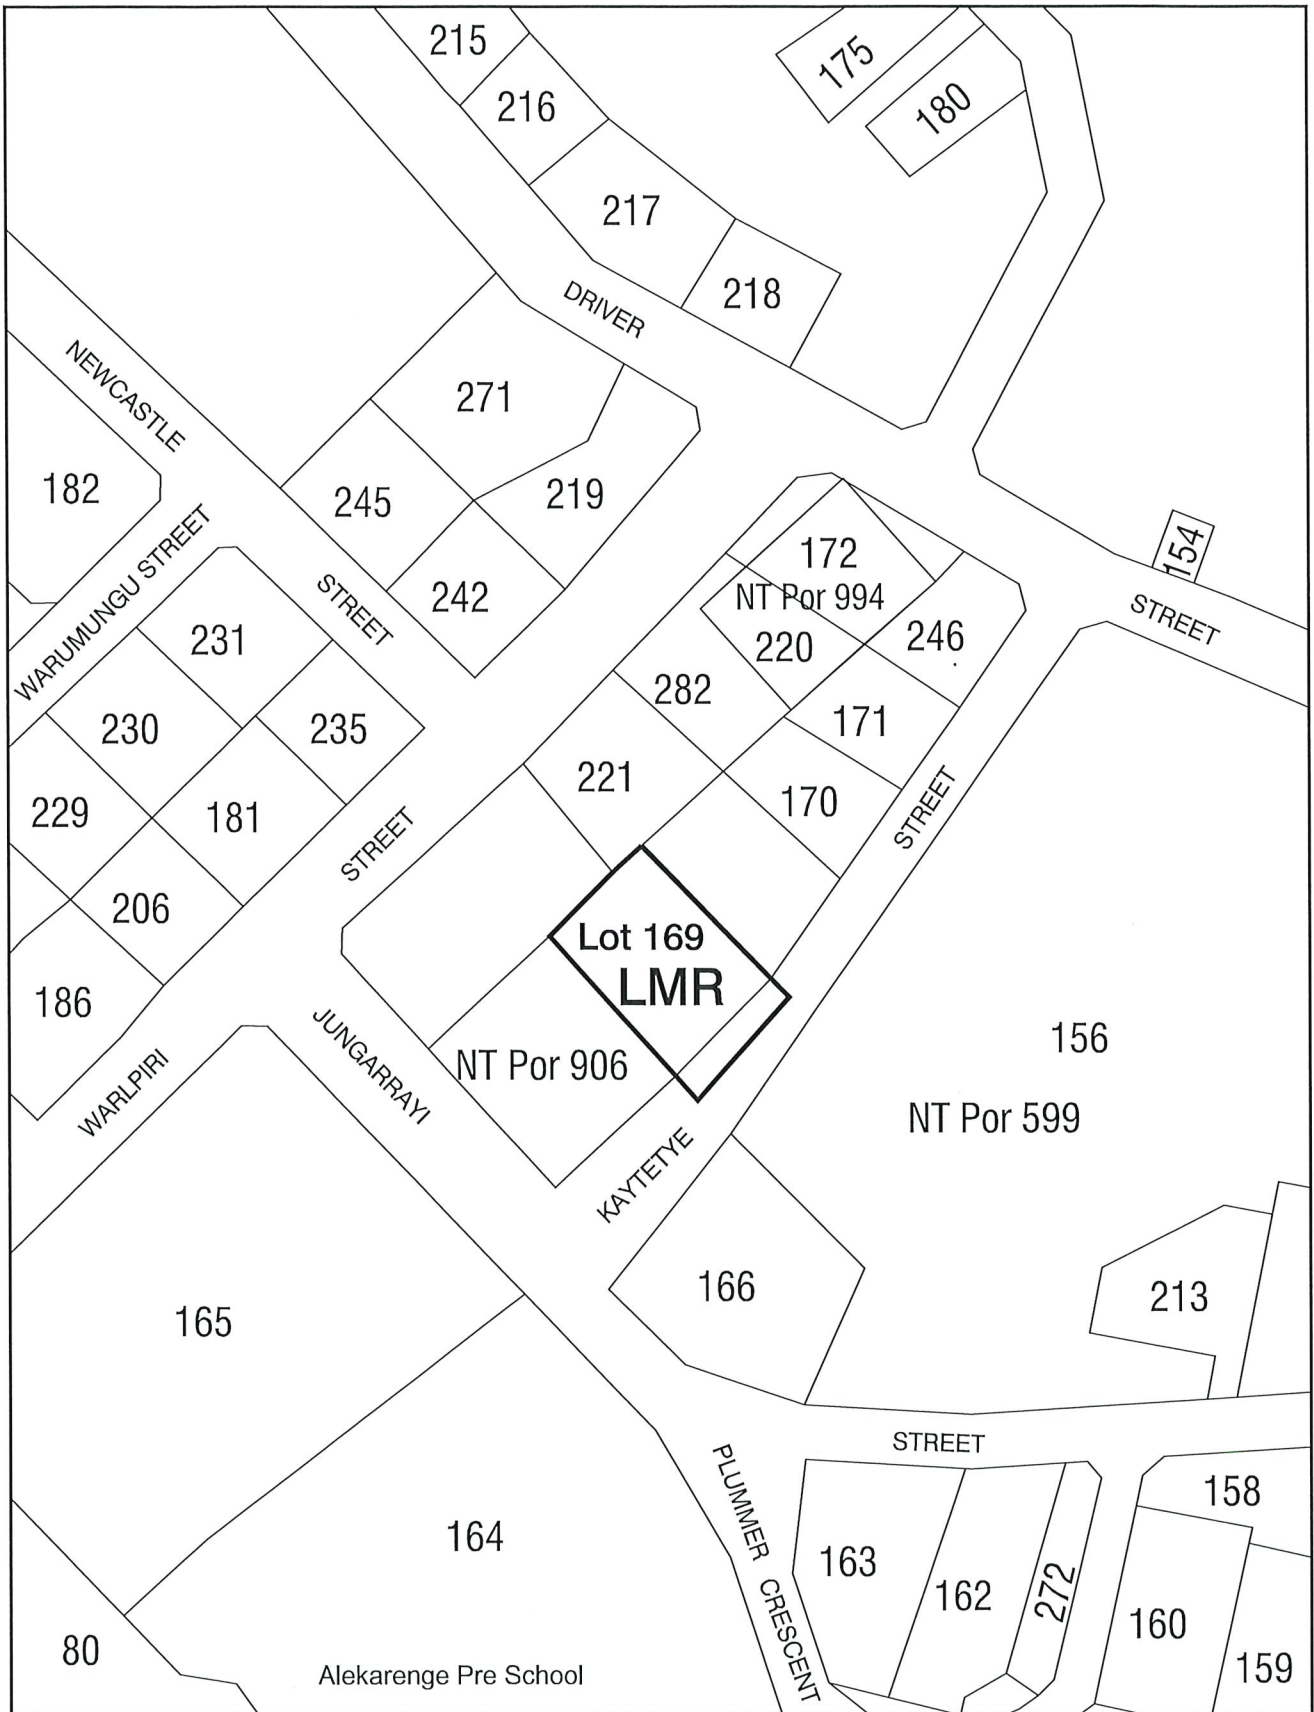 215
175
216
180
217
218
DRIVER
NEWCASTLE
271
182
245
219
154
172
WARUMUNGU STREET
STREET
242
NT Por 994
STREET
231
220
246
282
230
235
171
221
170
229
181
STREET
STREET
206
Lot 169
LMR
186
JUNGARRAYI
156
NT Por 906
WARLPIRI
NT Por 599
KAYTETYE
166
213
165
STREET
PLUMMER CRESCENT
158
164
163
162
272
160
80
Alekarenge Pre School
159